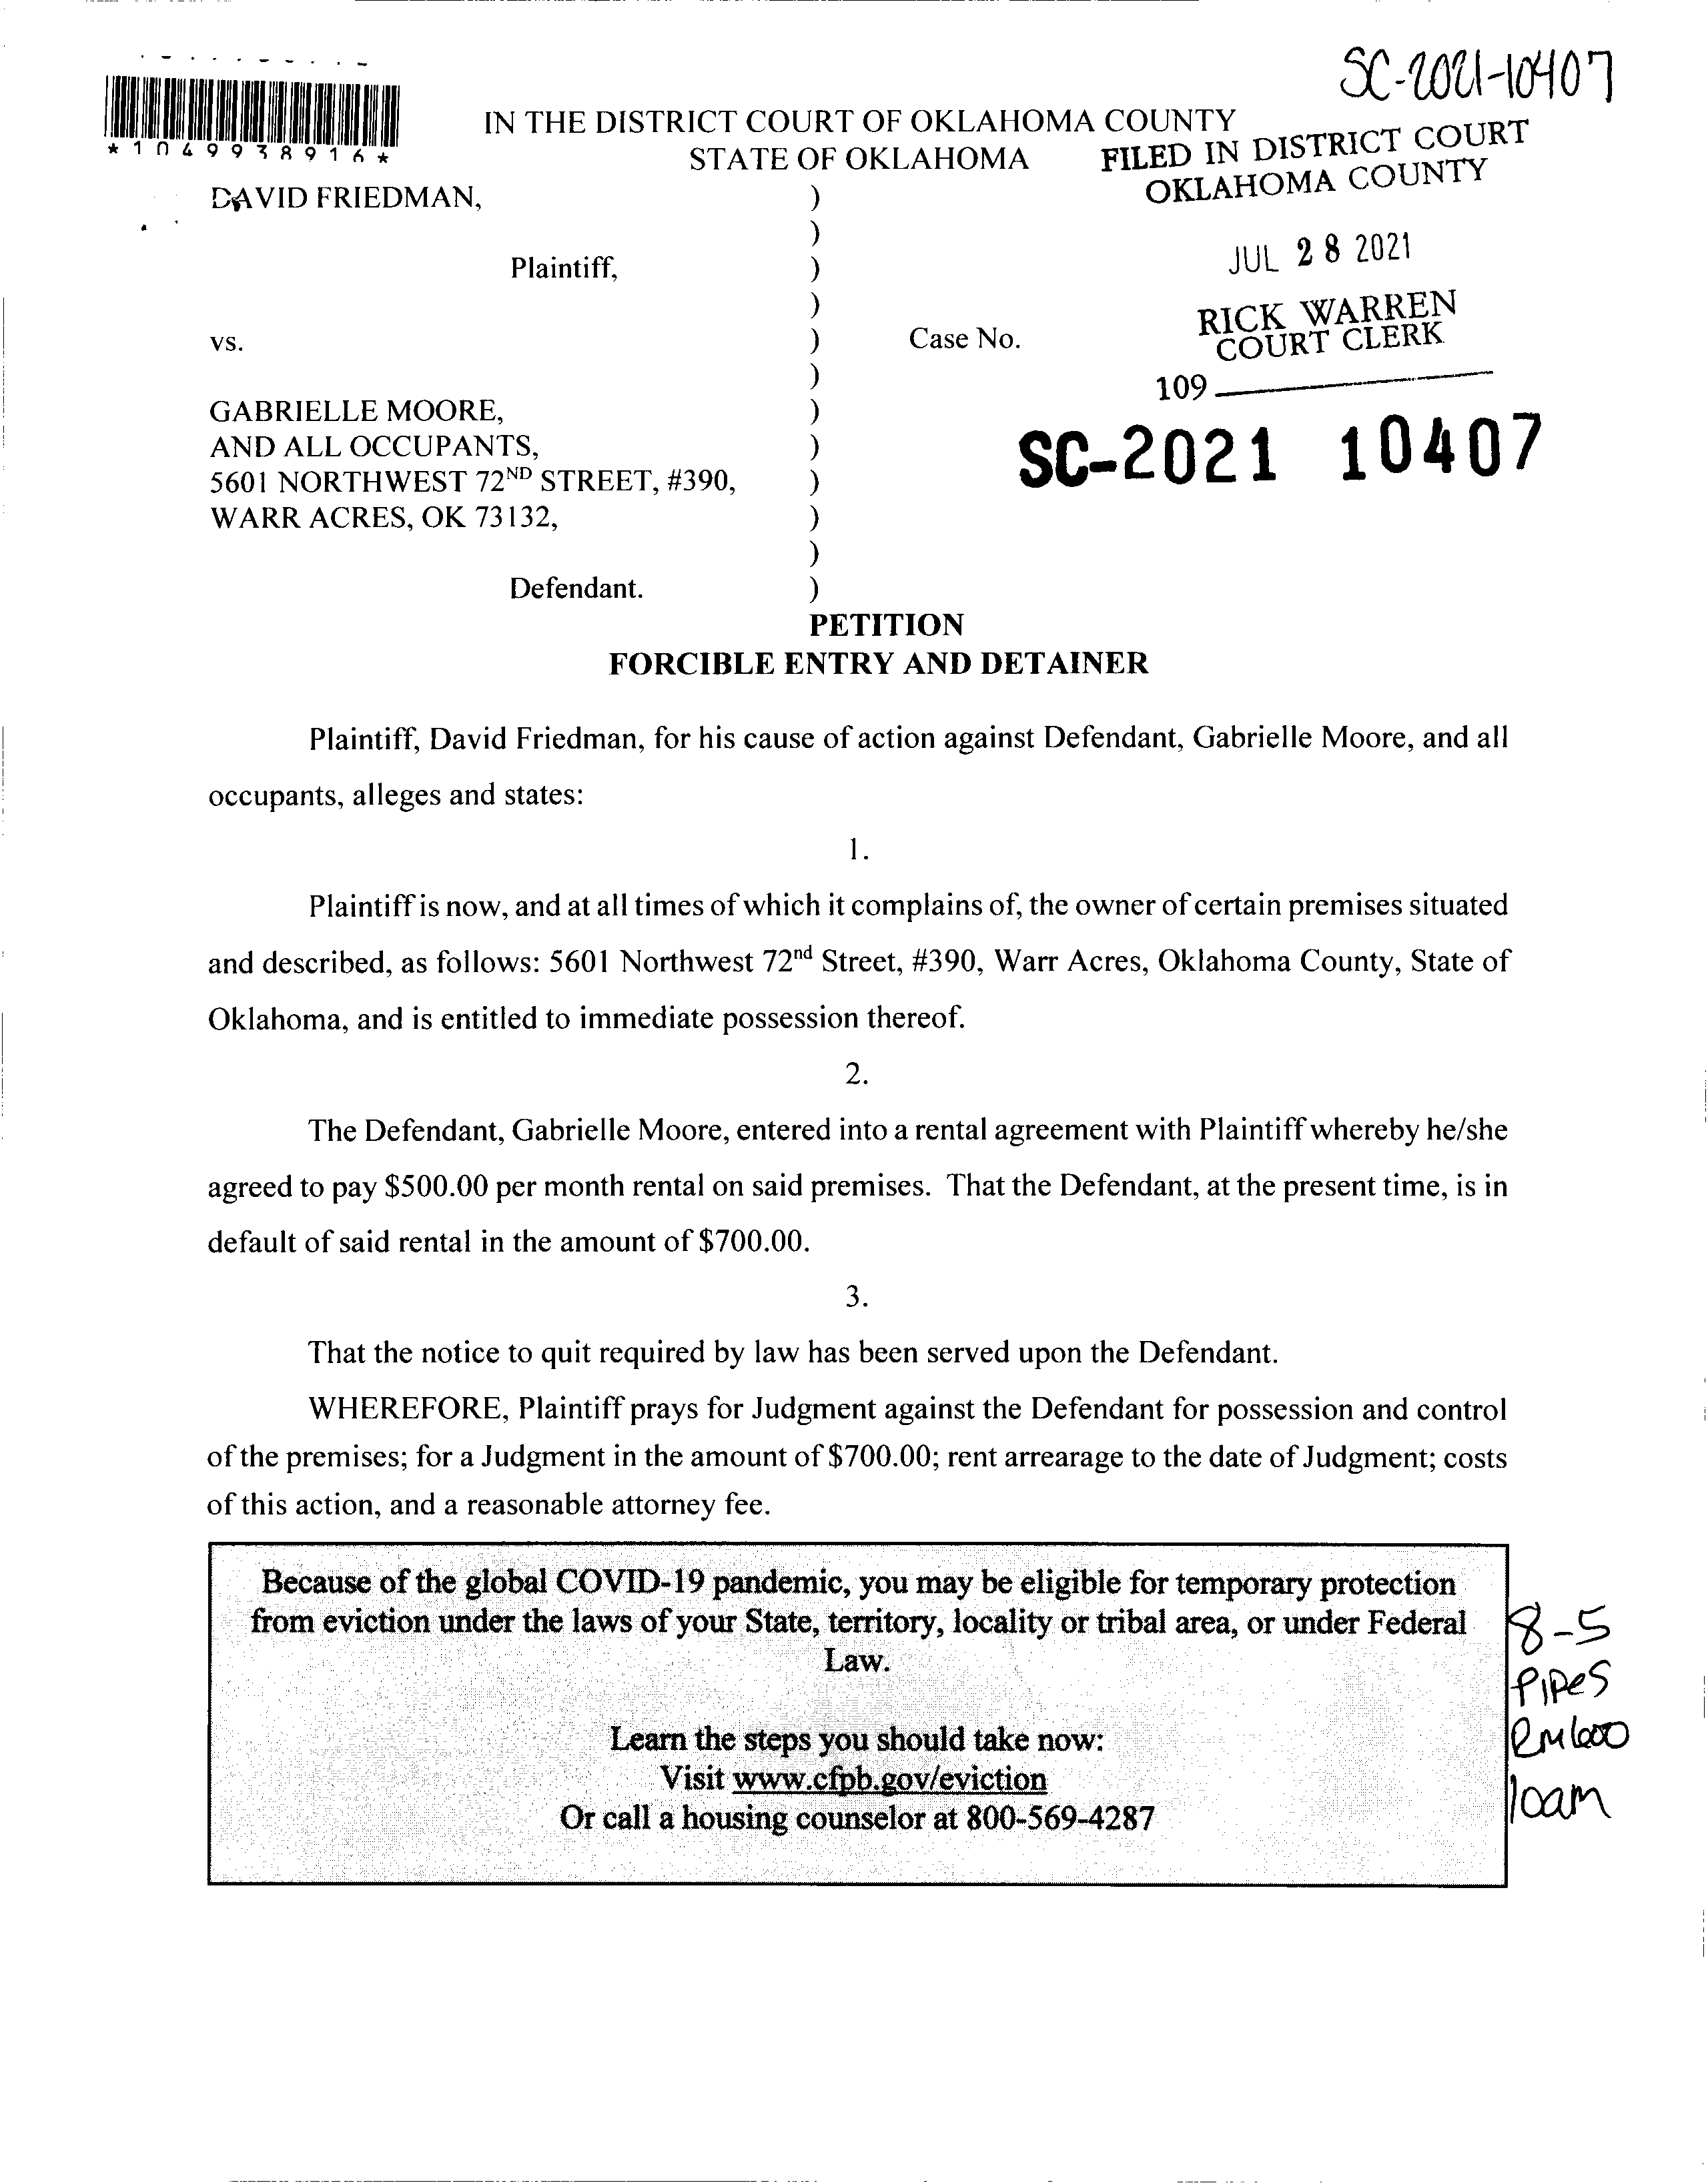 SC-2021-10407
*1049938916*
IN THE DISTRICT COURT OF OKLAHOMA COUNTY
STATE OF OKLAHOMA
FILED IN DISTRICT COURT
OKLAHOMA COUNTY
DAVID FRIEDMAN, )
)
JUL 28 2021
Plaintiff, )
)
RICK WARREN
COURT CLERK
vs. ) Case No.
)
109
GABRIELLE MOORE, )
AND ALL OCCUPANTS, )
SC-2021 10407
5601 NORTHWEST 72ND STREET, #390, )
WARR ACRES, OK 73132, )
)
Defendant. )
PETITION
FORCIBLE ENTRY AND DETAINER
Plaintiff, David Friedman, for his cause of action against Defendant, Gabrielle Moore, and all
occupants, alleges and states:
1.
Plaintiff is now, and at all times of which it complains of, the owner of certain premises situated
and described, as follows: 5601 Northwest 72nd Street, #390, Warr Acres, Oklahoma County, State of
Oklahoma, and is entitled to immediate possession thereof.
2.
The Defendant, Gabrielle Moore, entered into a rental agreement with Plaintiff whereby he/she
agreed to pay $500.00 per month rental on said premises. That the Defendant, at the present time, is in
default of said rental in the amount of $700.00.
3.
That the notice to quit required by law has been served upon the Defendant.
WHEREFORE, Plaintiff prays for Judgment against the Defendant for possession and control
of the premises; for a Judgment in the amount of $700.00; rent arrearage to the date of Judgment; costs
of this action, and a reasonable attorney fee.
Because of the global COVID-19 pandemic, you may be eligible for temporary protection
from eviction under the laws of your State, territory, locality or tribal area, or under Federal
Law.
Learn the steps you should take now:
Visit www.cfpb.gov/eviction
Or call a housing counselor at 800-569-4287
8-5
PIPES
RM 600
10am